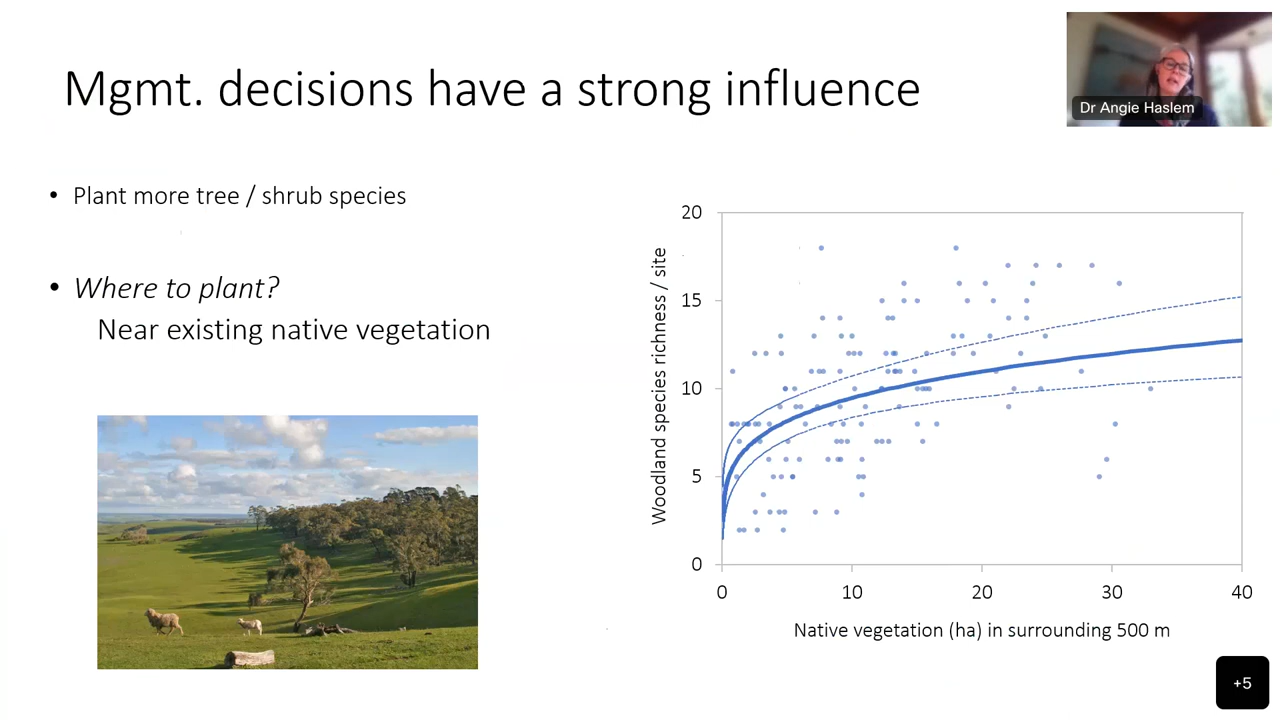 Mgmt. decisions have a strong influence
Dr Angie Haslem
• Plant more tree / shrub species
• Where to plant?
Near existing native vegetation
Woodland species richness / site
20
15
10
5
0
0 10 20 30 40
Native vegetation (ha) in surrounding 500 m
+5